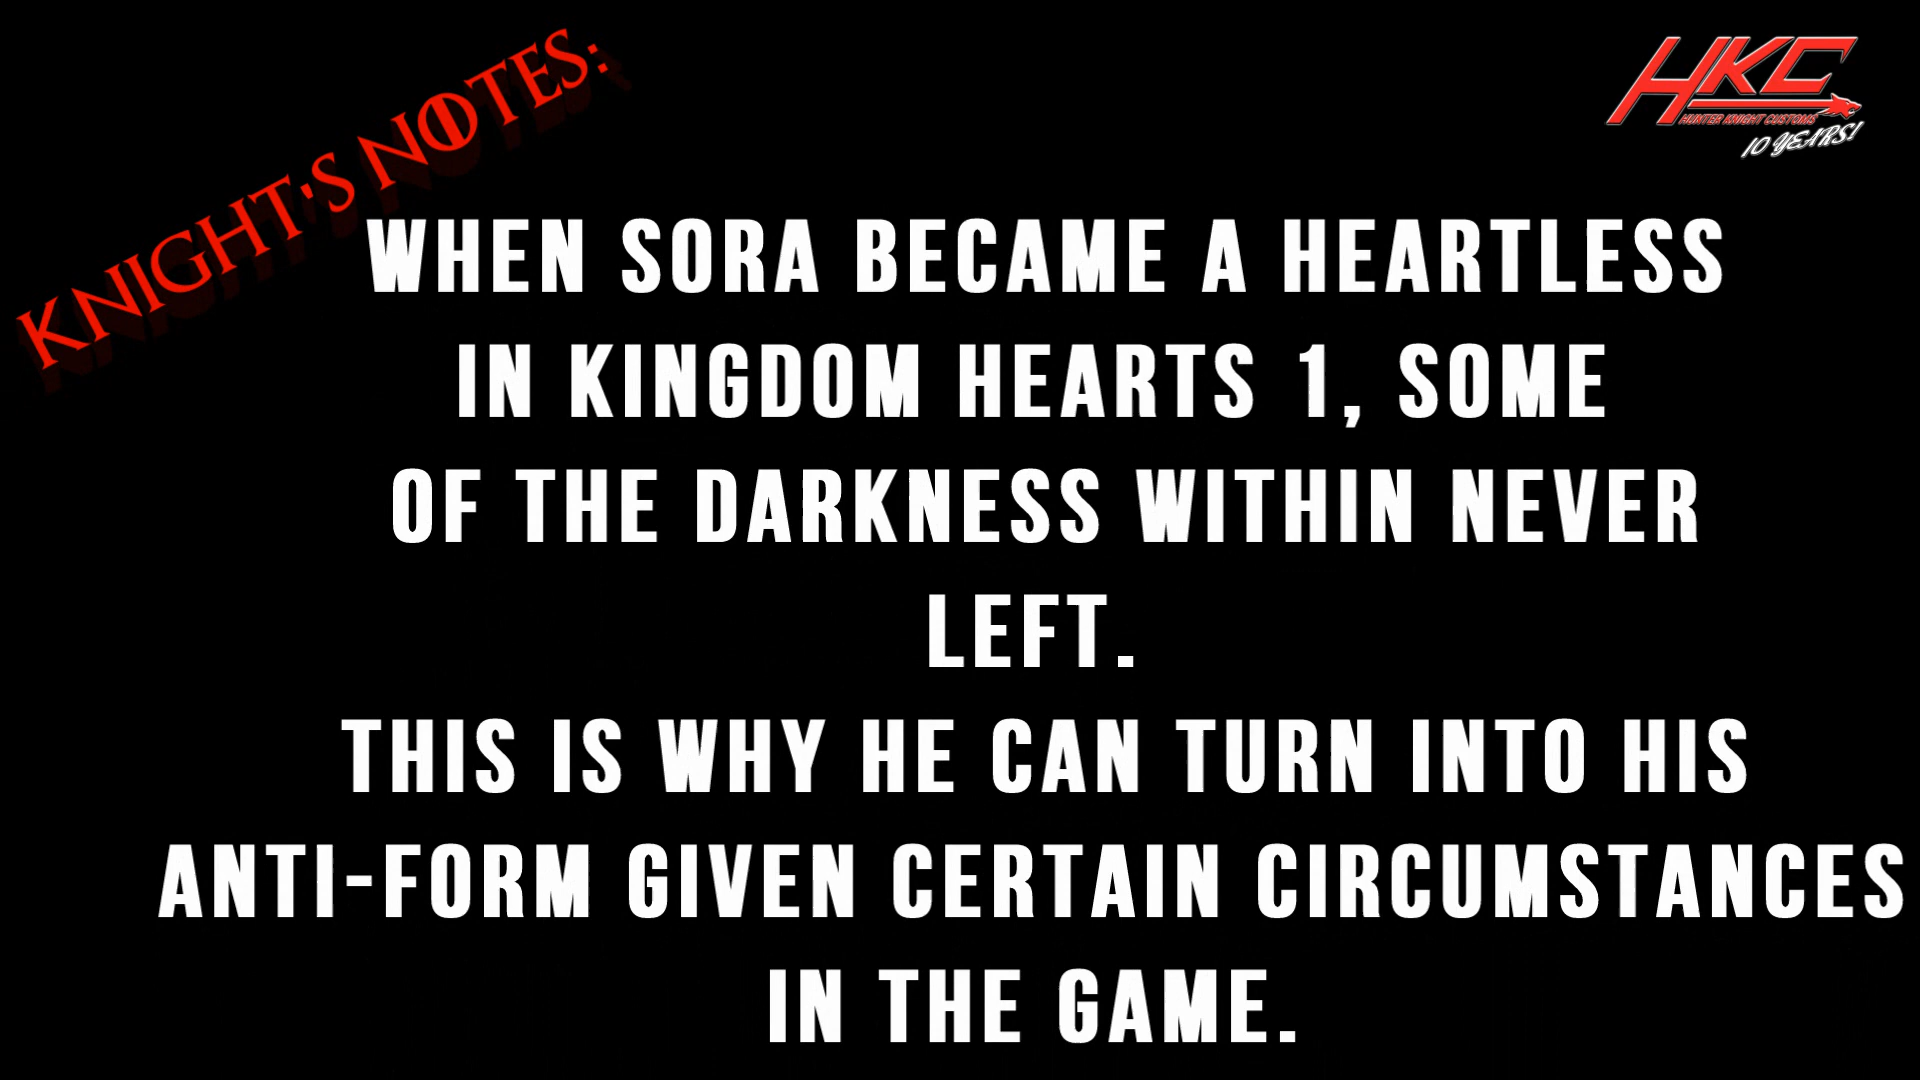 KNIGHT'S NOTES:
HKC
HUNTER KNIGHT CUSTOMS
10 YEARS!
WHEN SORA BECAME A HEARTLESS
IN KINGDOM HEARTS 1, SOME
OF THE DARKNESS WITHIN NEVER
LEFT.
THIS IS WHY HE CAN TURN INTO HIS
ANTI-FORM GIVEN CERTAIN CIRCUMSTANCES
IN THE GAME.